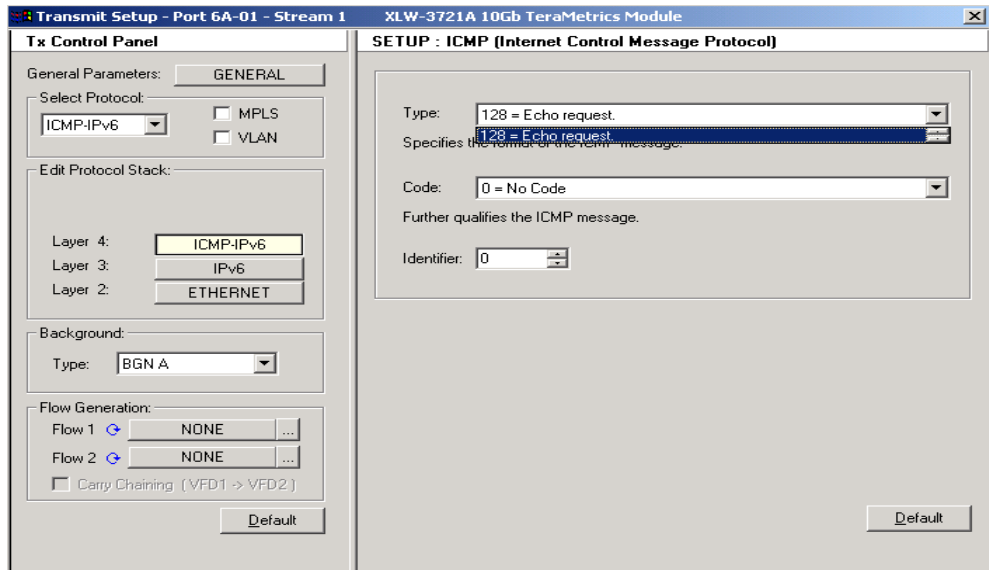 Transmit Setup - Port 6A-01 - Stream 1 XLW-3721A 10Gb TeraMetrics Module
Tx Control Panel
General Parameters: GENERAL
Select Protocol:
ICMP-IPv6
MPLS
VLAN
Edit Protocol Stack:
Layer 4: ICMP-IPv6
Layer 3: IPv6
Layer 2: ETHERNET
Background:
Type: BGN A
Flow Generation:
Flow 1 NONE ...
Flow 2 NONE ...
Carry Chaining (VFD1 -> VFD2)
Default
SETUP : ICMP (Internet Control Message Protocol)
Type: 128 = Echo request.
128 = Echo request.
Specifies the format of the ICMP message.
Code: 0 = No Code
Further qualifies the ICMP message.
Identifier: 0
Default